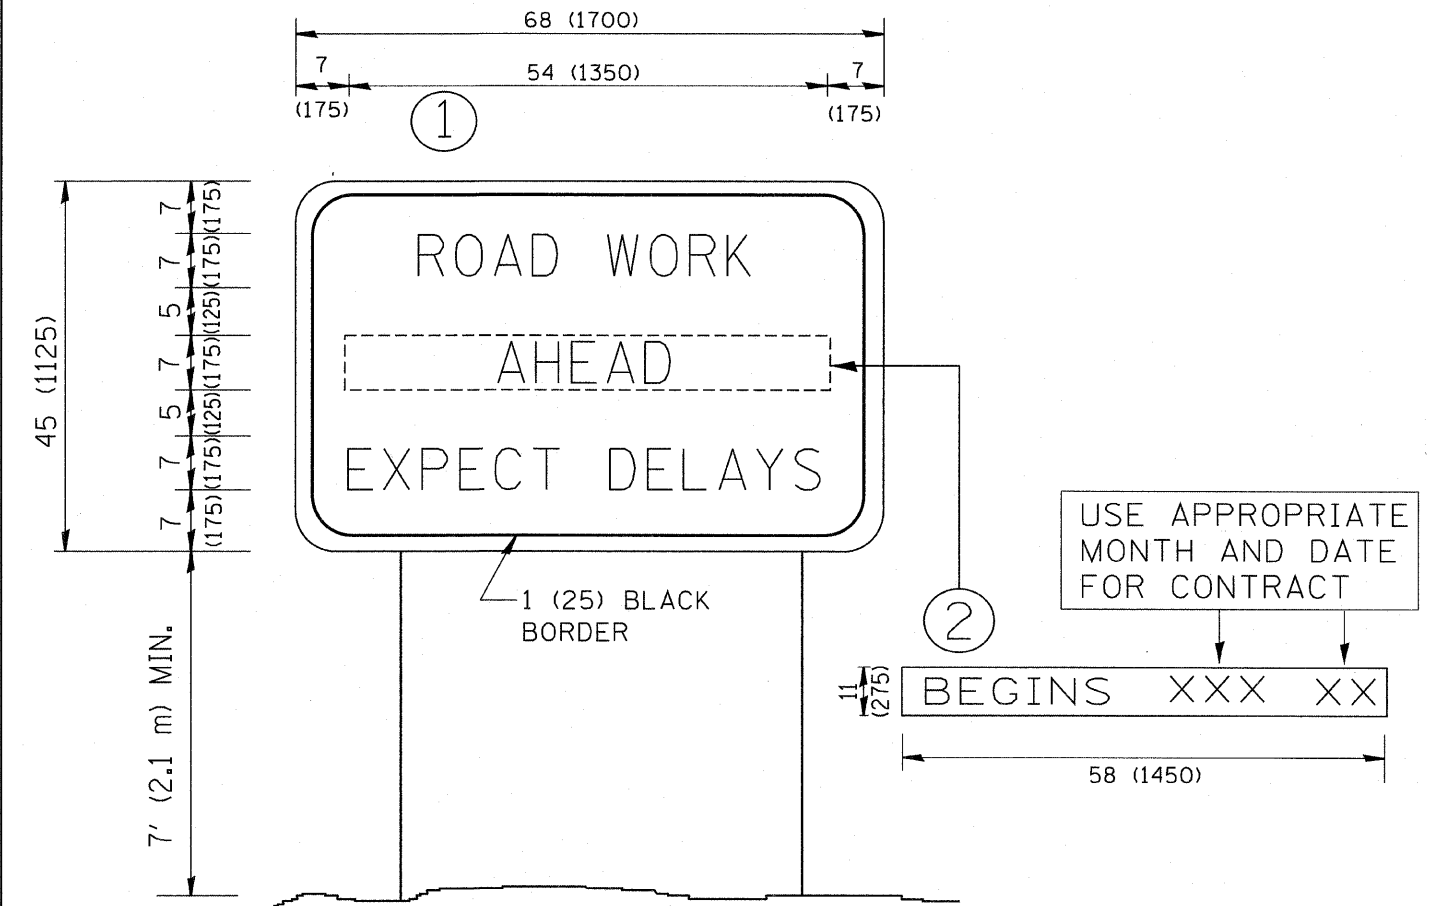 68 (1700)
7
54 (1350)
7
(175)
(175)
1
45 (1125)
7
(175)
7
(175)
5
(125)
7
(175)
5
(125)
7
(175)
7
(175)
ROAD WORK
AHEAD
EXPECT DELAYS
1 (25) BLACK
BORDER
7' (2.1 m) MIN.
USE APPROPRIATE
MONTH AND DATE
FOR CONTRACT
2
11
(275)
BEGINS XXX XX
58 (1450)